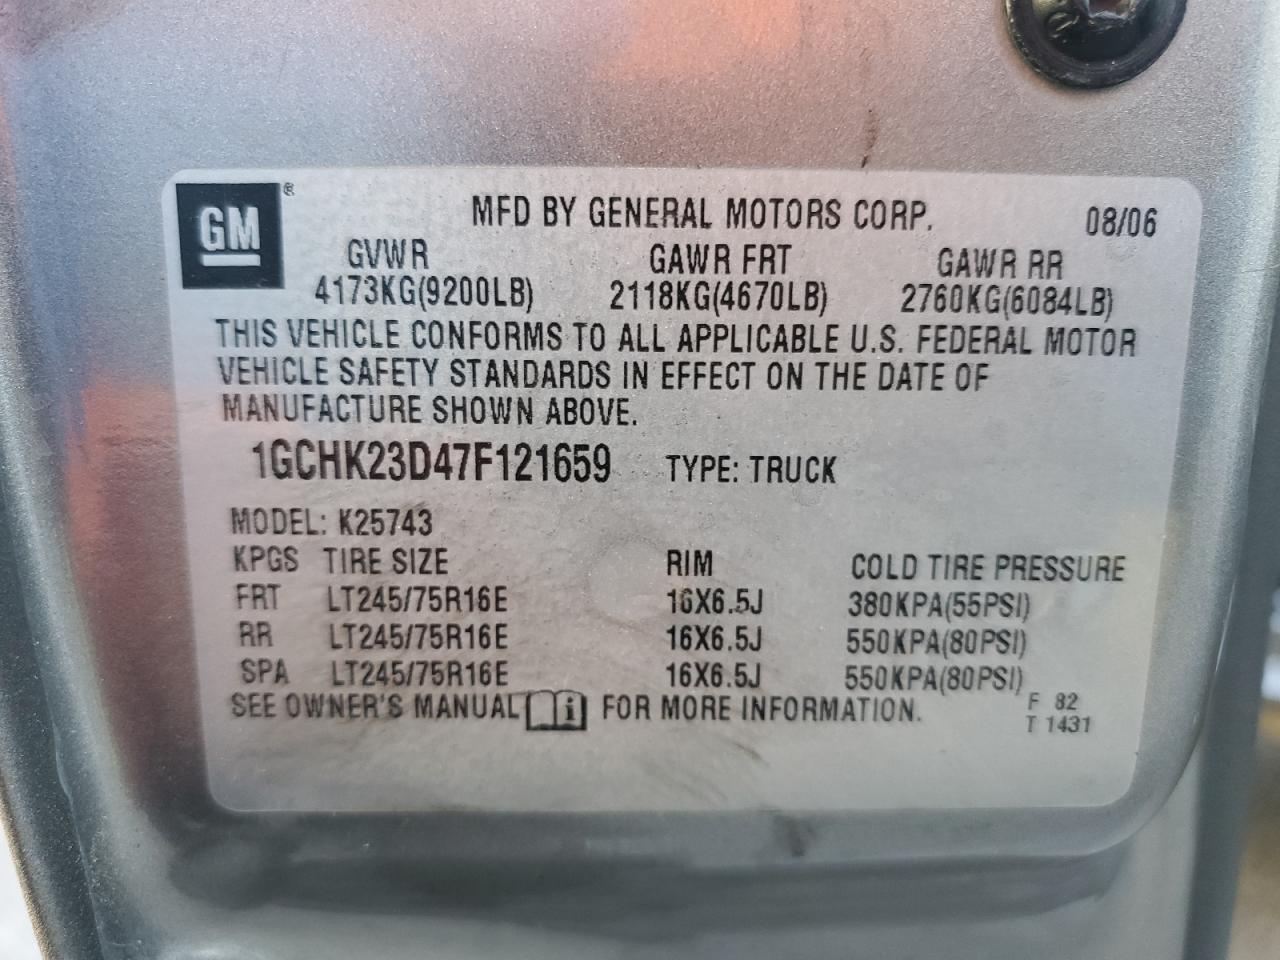 GM ®
MFD BY GENERAL MOTORS CORP. 08/06
GVWR GAWR FRT GAWR RR
4173KG(9200LB) 2118KG(4670LB) 2760KG(6084LB)
THIS VEHICLE CONFORMS TO ALL APPLICABLE U.S. FEDERAL MOTOR
VEHICLE SAFETY STANDARDS IN EFFECT ON THE DATE OF
MANUFACTURE SHOWN ABOVE.
1GCHK23D47F121659 TYPE: TRUCK
MODEL: K25743
KPGS TIRE SIZE RIM COLD TIRE PRESSURE
FRT LT245/75R16E 16X6.5J 380KPA(55PSI)
RR LT245/75R16E 16X6.5J 550KPA(80PSI)
SPA LT245/75R16E 16X6.5J 550KPA(80PSI)
SEE OWNER'S MANUAL i FOR MORE INFORMATION. F 82
T 1431